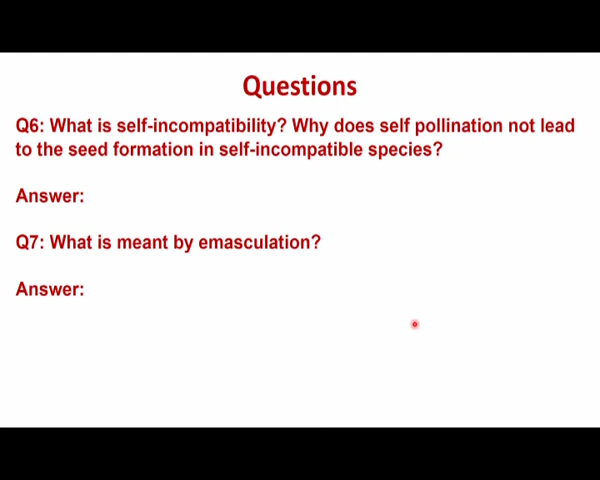 Questions
Q6: What is self-incompatibility? Why does self pollination not lead
to the seed formation in self-incompatible species?
Answer:
Q7: What is meant by emasculation?
Answer: